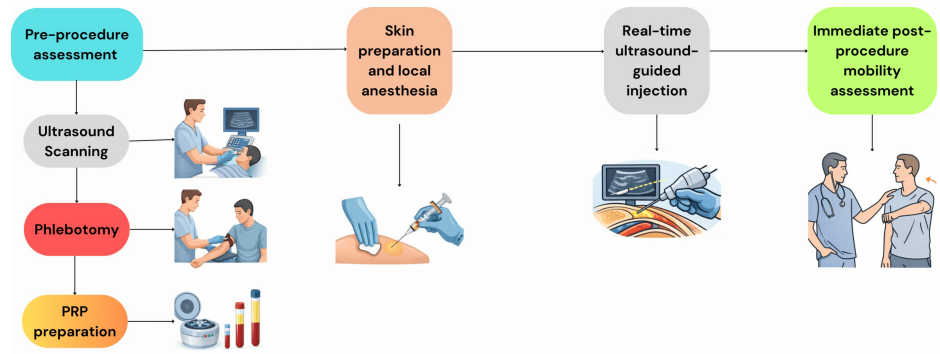 Pre-procedure
assessment
Ultrasound
Scanning
Phlebotomy
PRP
preparation
Skin
preparation
and local
anesthesia
Real-time
ultrasound-
guided
injection
Immediate post-
procedure
mobility
assessment